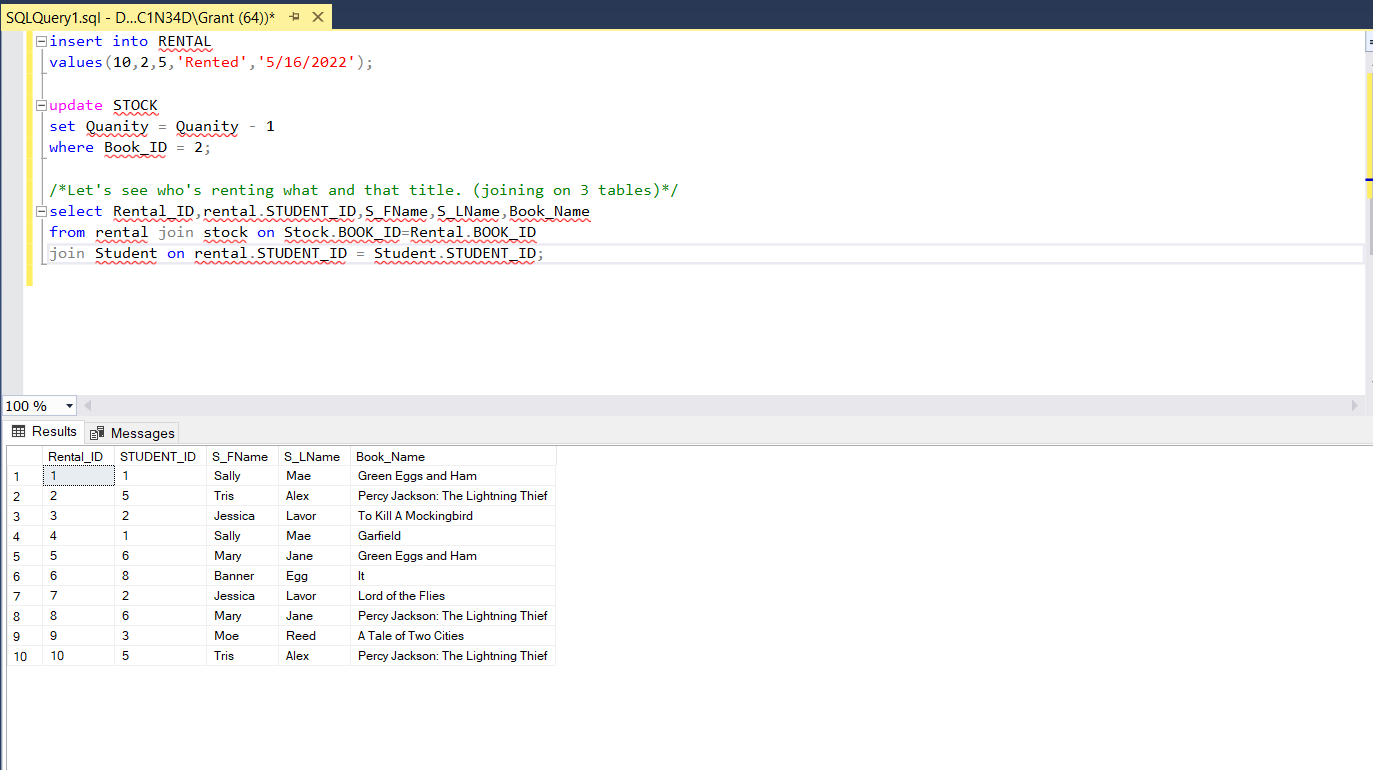 SQLQuery1.sql - D...C1N34D\Grant (64))*
insert into RENTAL
values(10,2,5,'Rented','5/16/2022');
update STOCK
set Quanity = Quanity - 1
where Book_ID = 2;
/*Let's see who's renting what and that title. (joining on 3 tables)*/
select Rental_ID,rental.STUDENT_ID,S_FName,S_LName,Book_Name
from rental join stock on Stock.BOOK_ID=Rental.BOOK_ID
join Student on rental.STUDENT_ID = Student.STUDENT_ID;
100 %
Results Messages
Rental_ID STUDENT_ID S_FName S_LName Book_Name
1 1 1 Sally Mae Green Eggs and Ham
2 2 5 Tris Alex Percy Jackson: The Lightning Thief
3 3 2 Jessica Lavor To Kill A Mockingbird
4 4 1 Sally Mae Garfield
5 5 6 Mary Jane Green Eggs and Ham
6 6 8 Banner Egg It
7 7 2 Jessica Lavor Lord of the Flies
8 8 6 Mary Jane Percy Jackson: The Lightning Thief
9 9 3 Moe Reed A Tale of Two Cities
10 10 5 Tris Alex Percy Jackson: The Lightning Thief